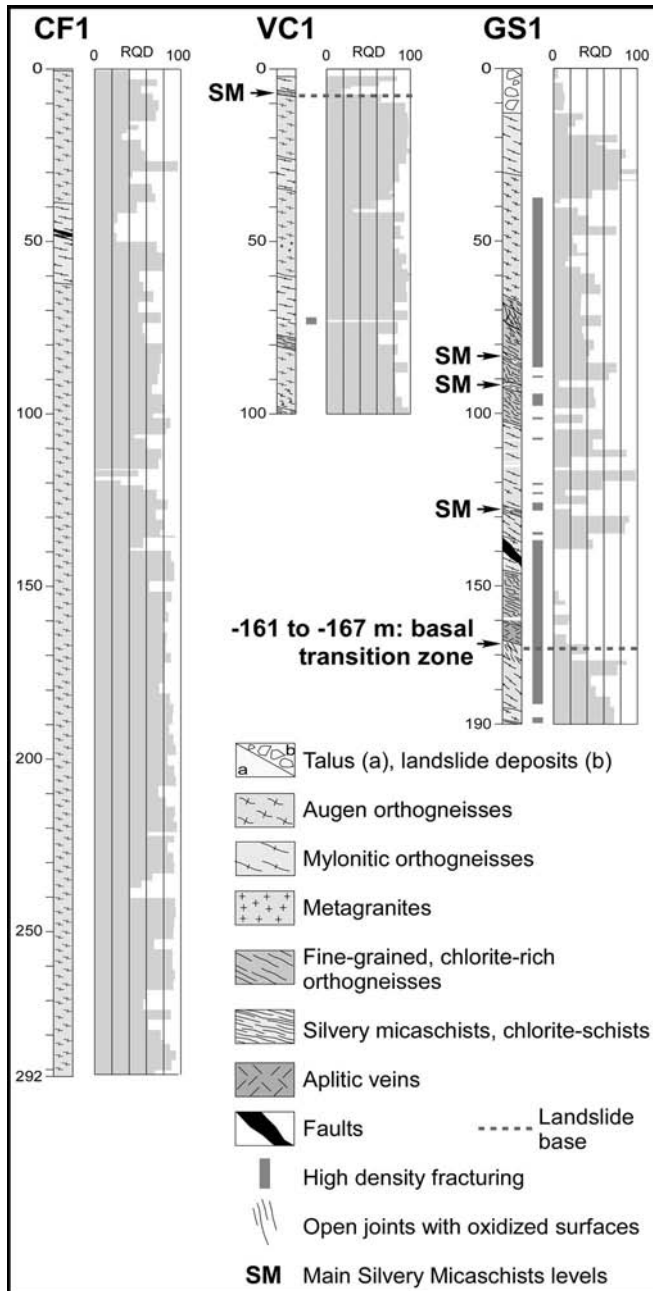 CF1
VC1
GS1
RQD
0
100
0
50
100
150
200
250
292
RQD
0
100
0
50
100
SM
RQD
0
100
0
50
100
150
190
SM
SM
SM
-161 to -167 m: basal
transition zone
b
a
Talus (a), landslide deposits (b)
Augen orthogneisses
Mylonitic orthogneisses
Metagranites
Fine-grained, chlorite-rich
orthogneisses
Silvery micaschists, chlorite-schists
Aplitic veins
Faults
Landslide
base
High density fracturing
Open joints with oxidized surfaces
SM Main Silvery Micaschists levels